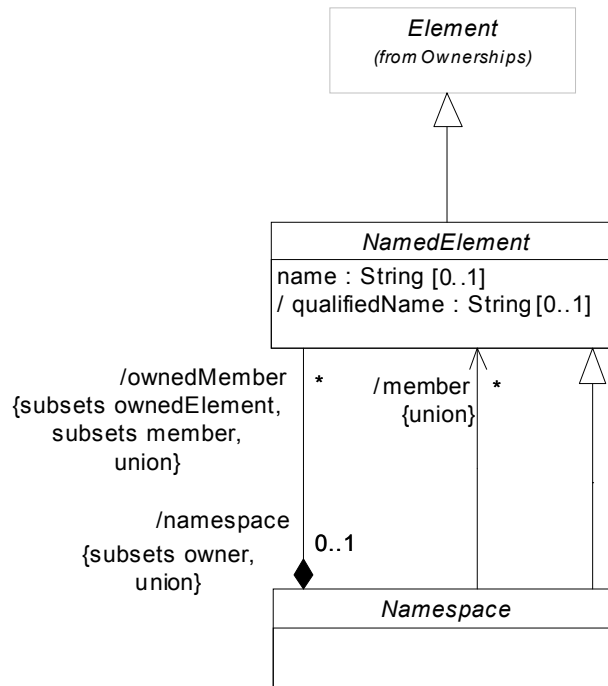 Element
(from Ownerships)
NamedElement
name : String [0..1]
/ qualifiedName : String [0..1]
/ownedMember
*
{subsets ownedElement,
subsets member,
union}
/member
*
{union}
/namespace
0..1
{subsets owner,
union}
Namespace